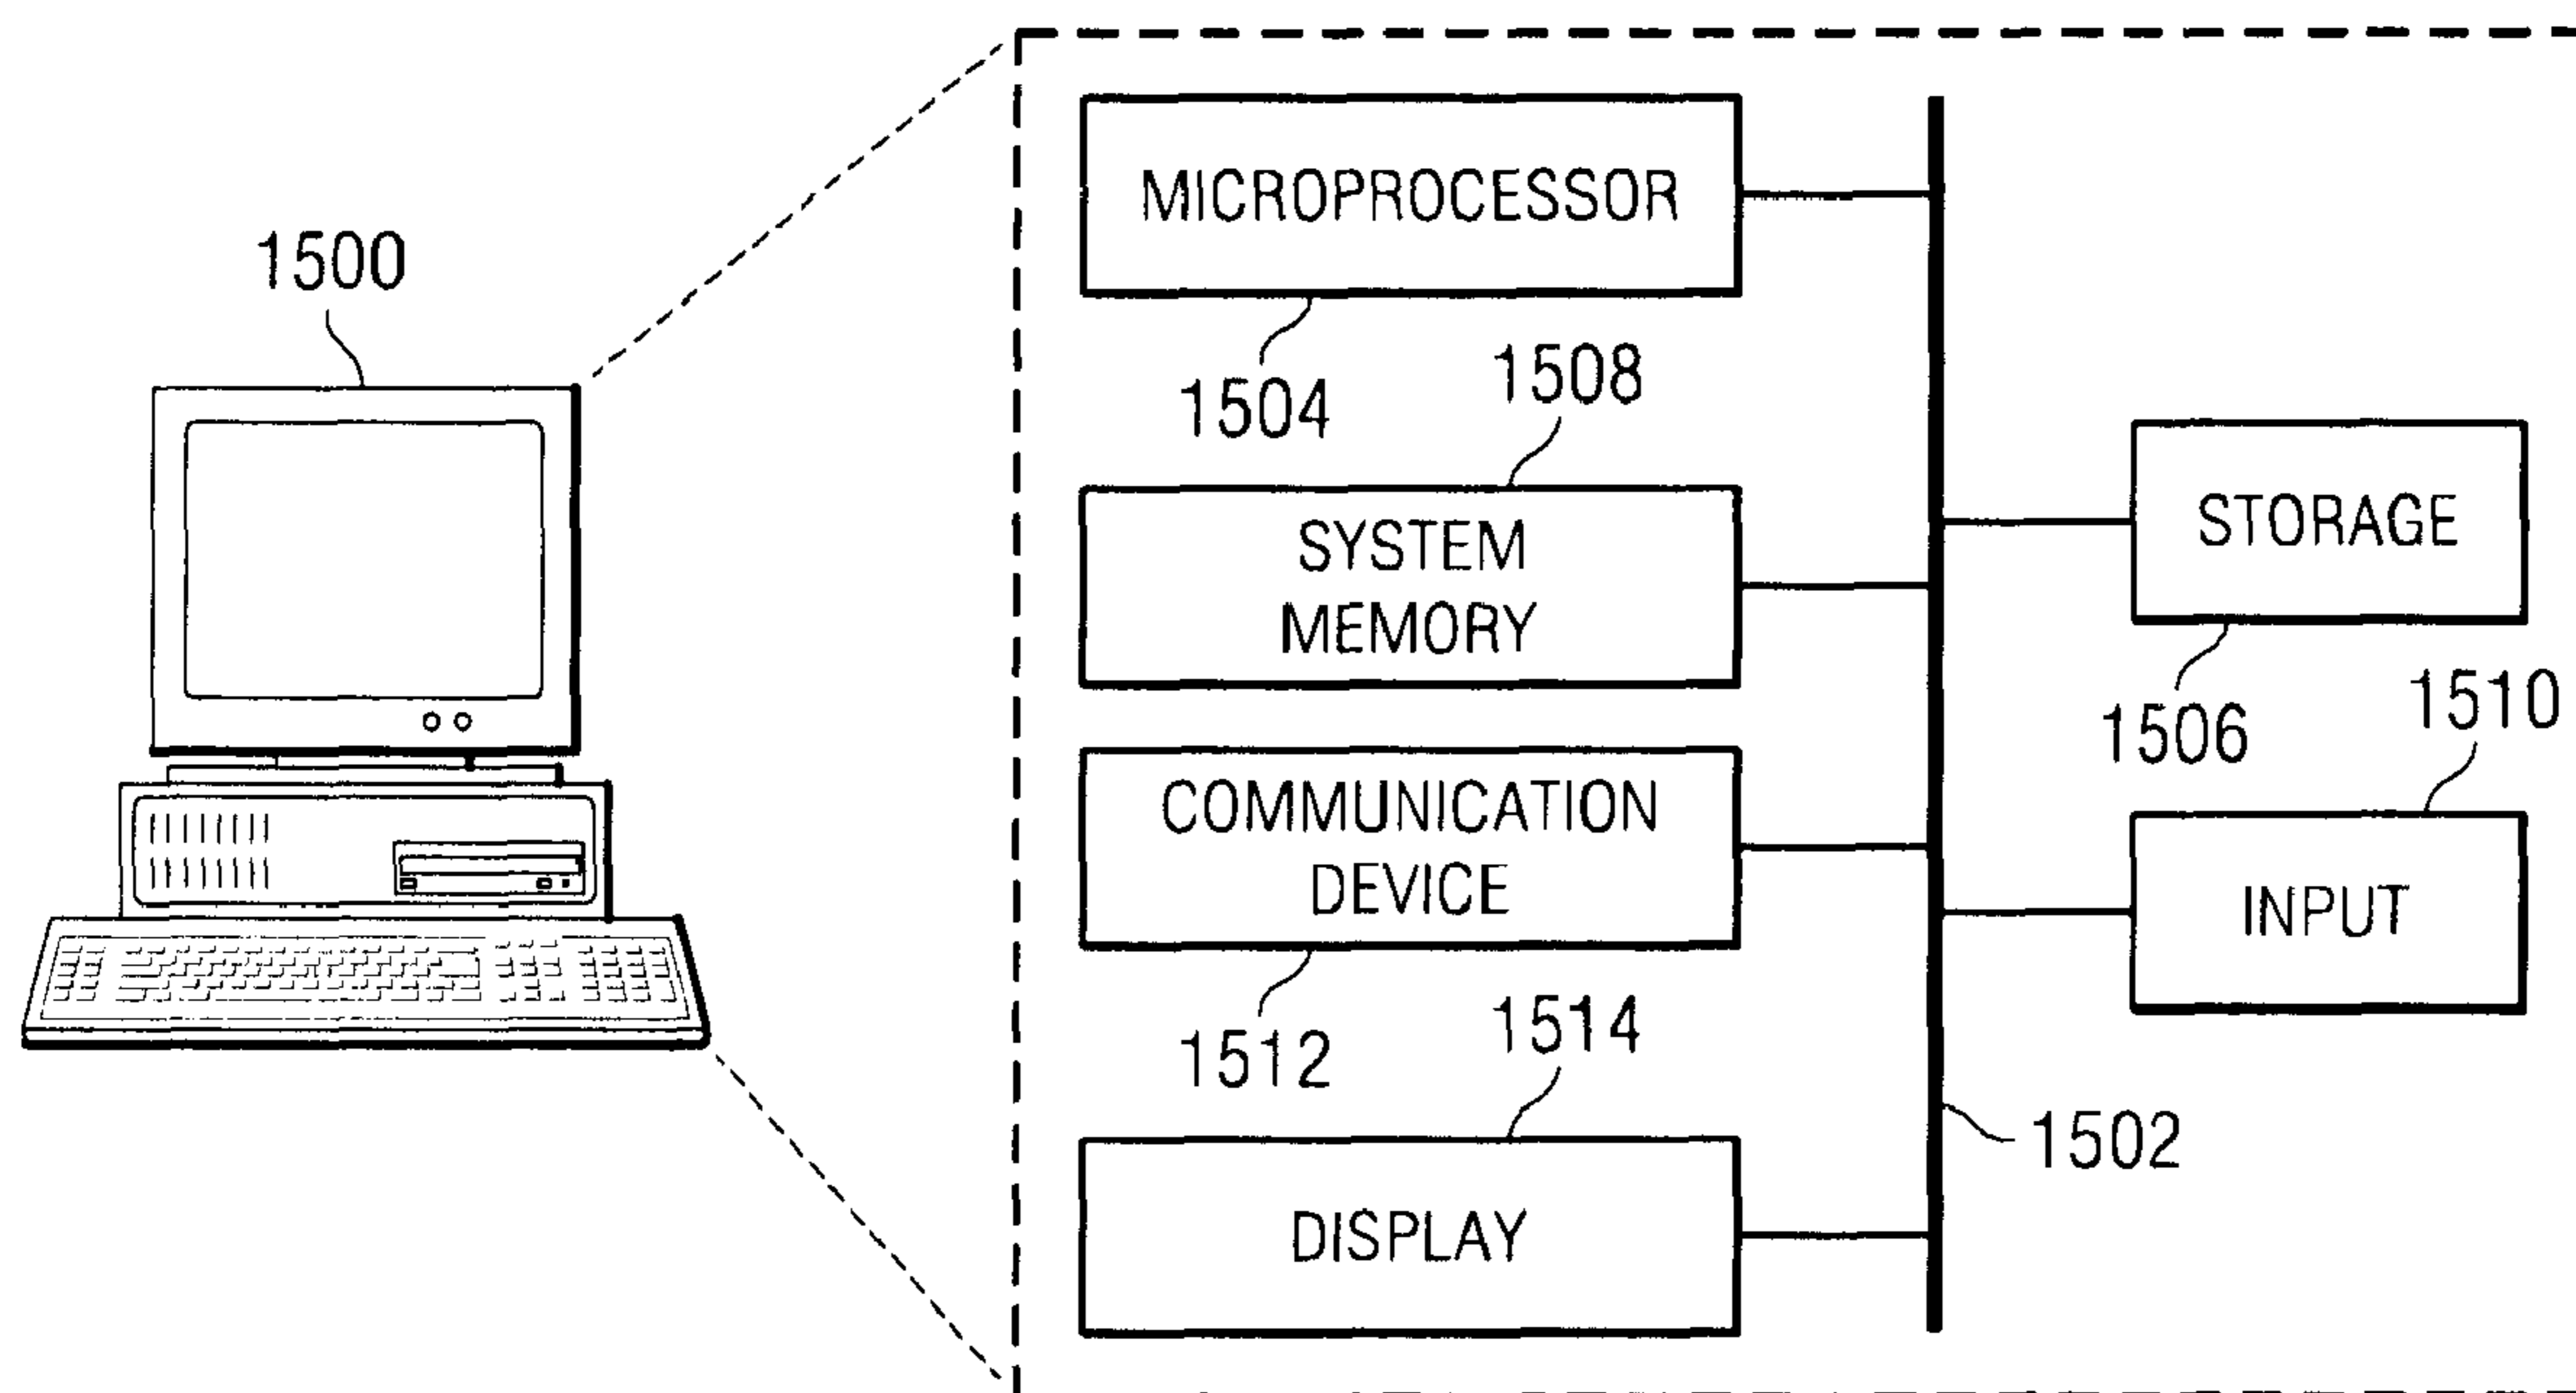 1500
MICROPROCESSOR
1504
1508
SYSTEM
MEMORY
STORAGE
1506
1510
COMMUNICATION
DEVICE
INPUT
1512
1514
1502
DISPLAY